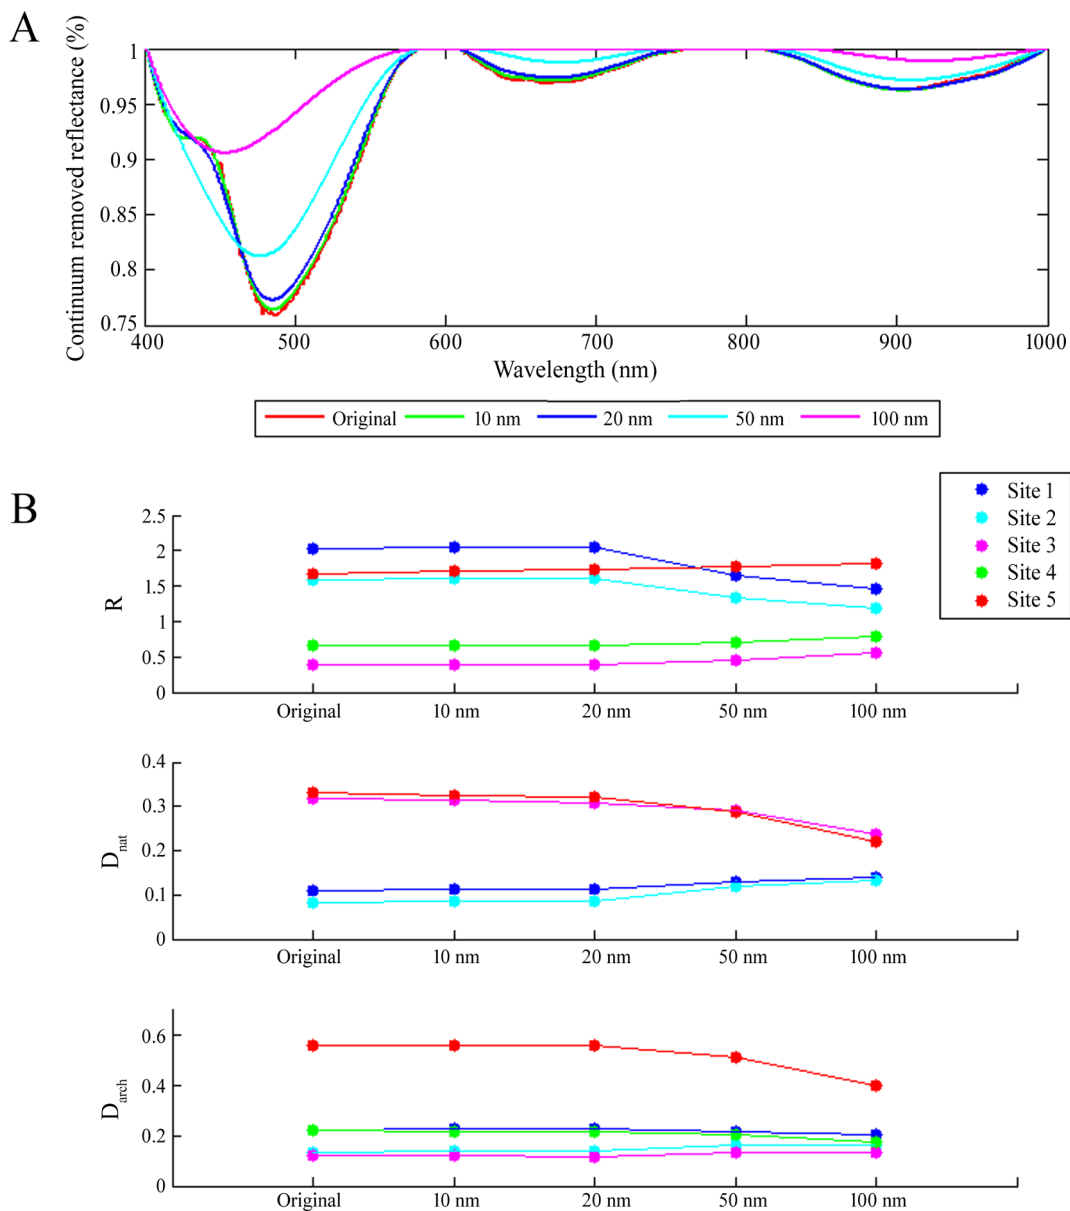 A
Continuum removed reflectance (%)
1
0.95
0.9
0.85
0.8
0.75
400 500 600 700 800 900 1000
Wavelength (nm)
Original 10 nm 20 nm 50 nm 100 nm
B
Site 1
Site 2
Site 3
Site 4
Site 5
R
2.5
2
1.5
1
0.5
0
Original 10 nm 20 nm 50 nm 100 nm
Dnat
0.4
0.3
0.2
0.1
0
Original 10 nm 20 nm 50 nm 100 nm
Darch
0.6
0.4
0.2
0
Original 10 nm 20 nm 50 nm 100 nm